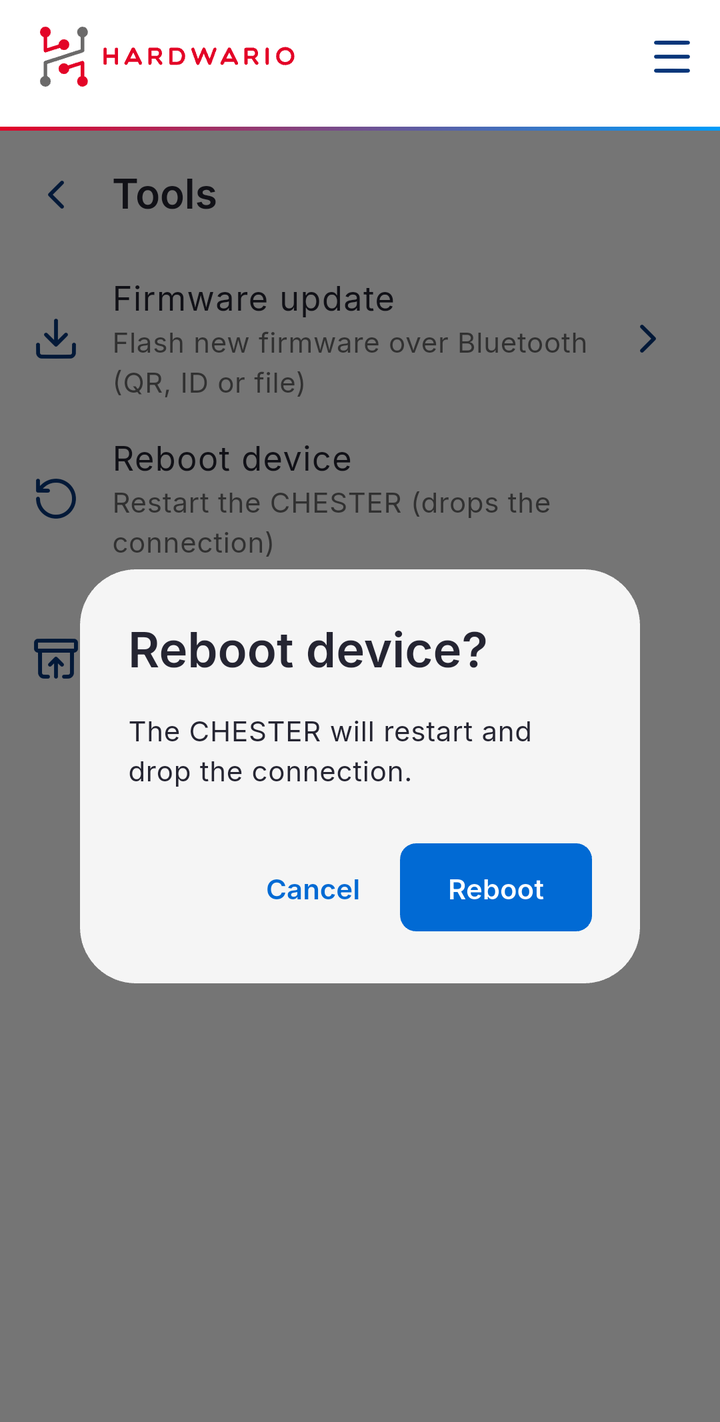 HARDWARIO
Tools
Firmware update
Flash new firmware over Bluetooth
(QR, ID or file)
Reboot device
Restart the CHESTER (drops the
connection)
Reboot device?
The CHESTER will restart and
drop the connection.
Cancel
Reboot